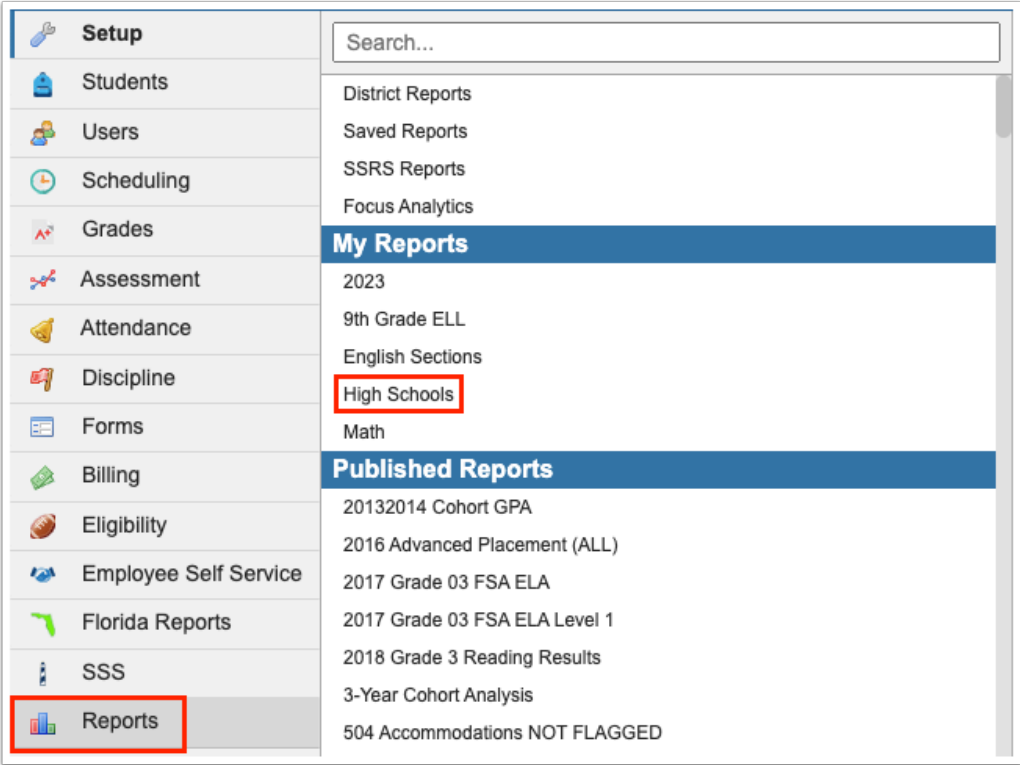 Setup
Students
Users
Scheduling
Grades
Assessment
Attendance
Discipline
Forms
Billing
Eligibility
Employee Self Service
Florida Reports
SSS
Reports
Search...
District Reports
Saved Reports
SSRS Reports
Focus Analytics
My Reports
2023
9th Grade ELL
English Sections
High Schools
Math
Published Reports
20132014 Cohort GPA
2016 Advanced Placement (ALL)
2017 Grade 03 FSA ELA
2017 Grade 03 FSA ELA Level 1
2018 Grade 3 Reading Results
3-Year Cohort Analysis
504 Accommodations NOT FLAGGED